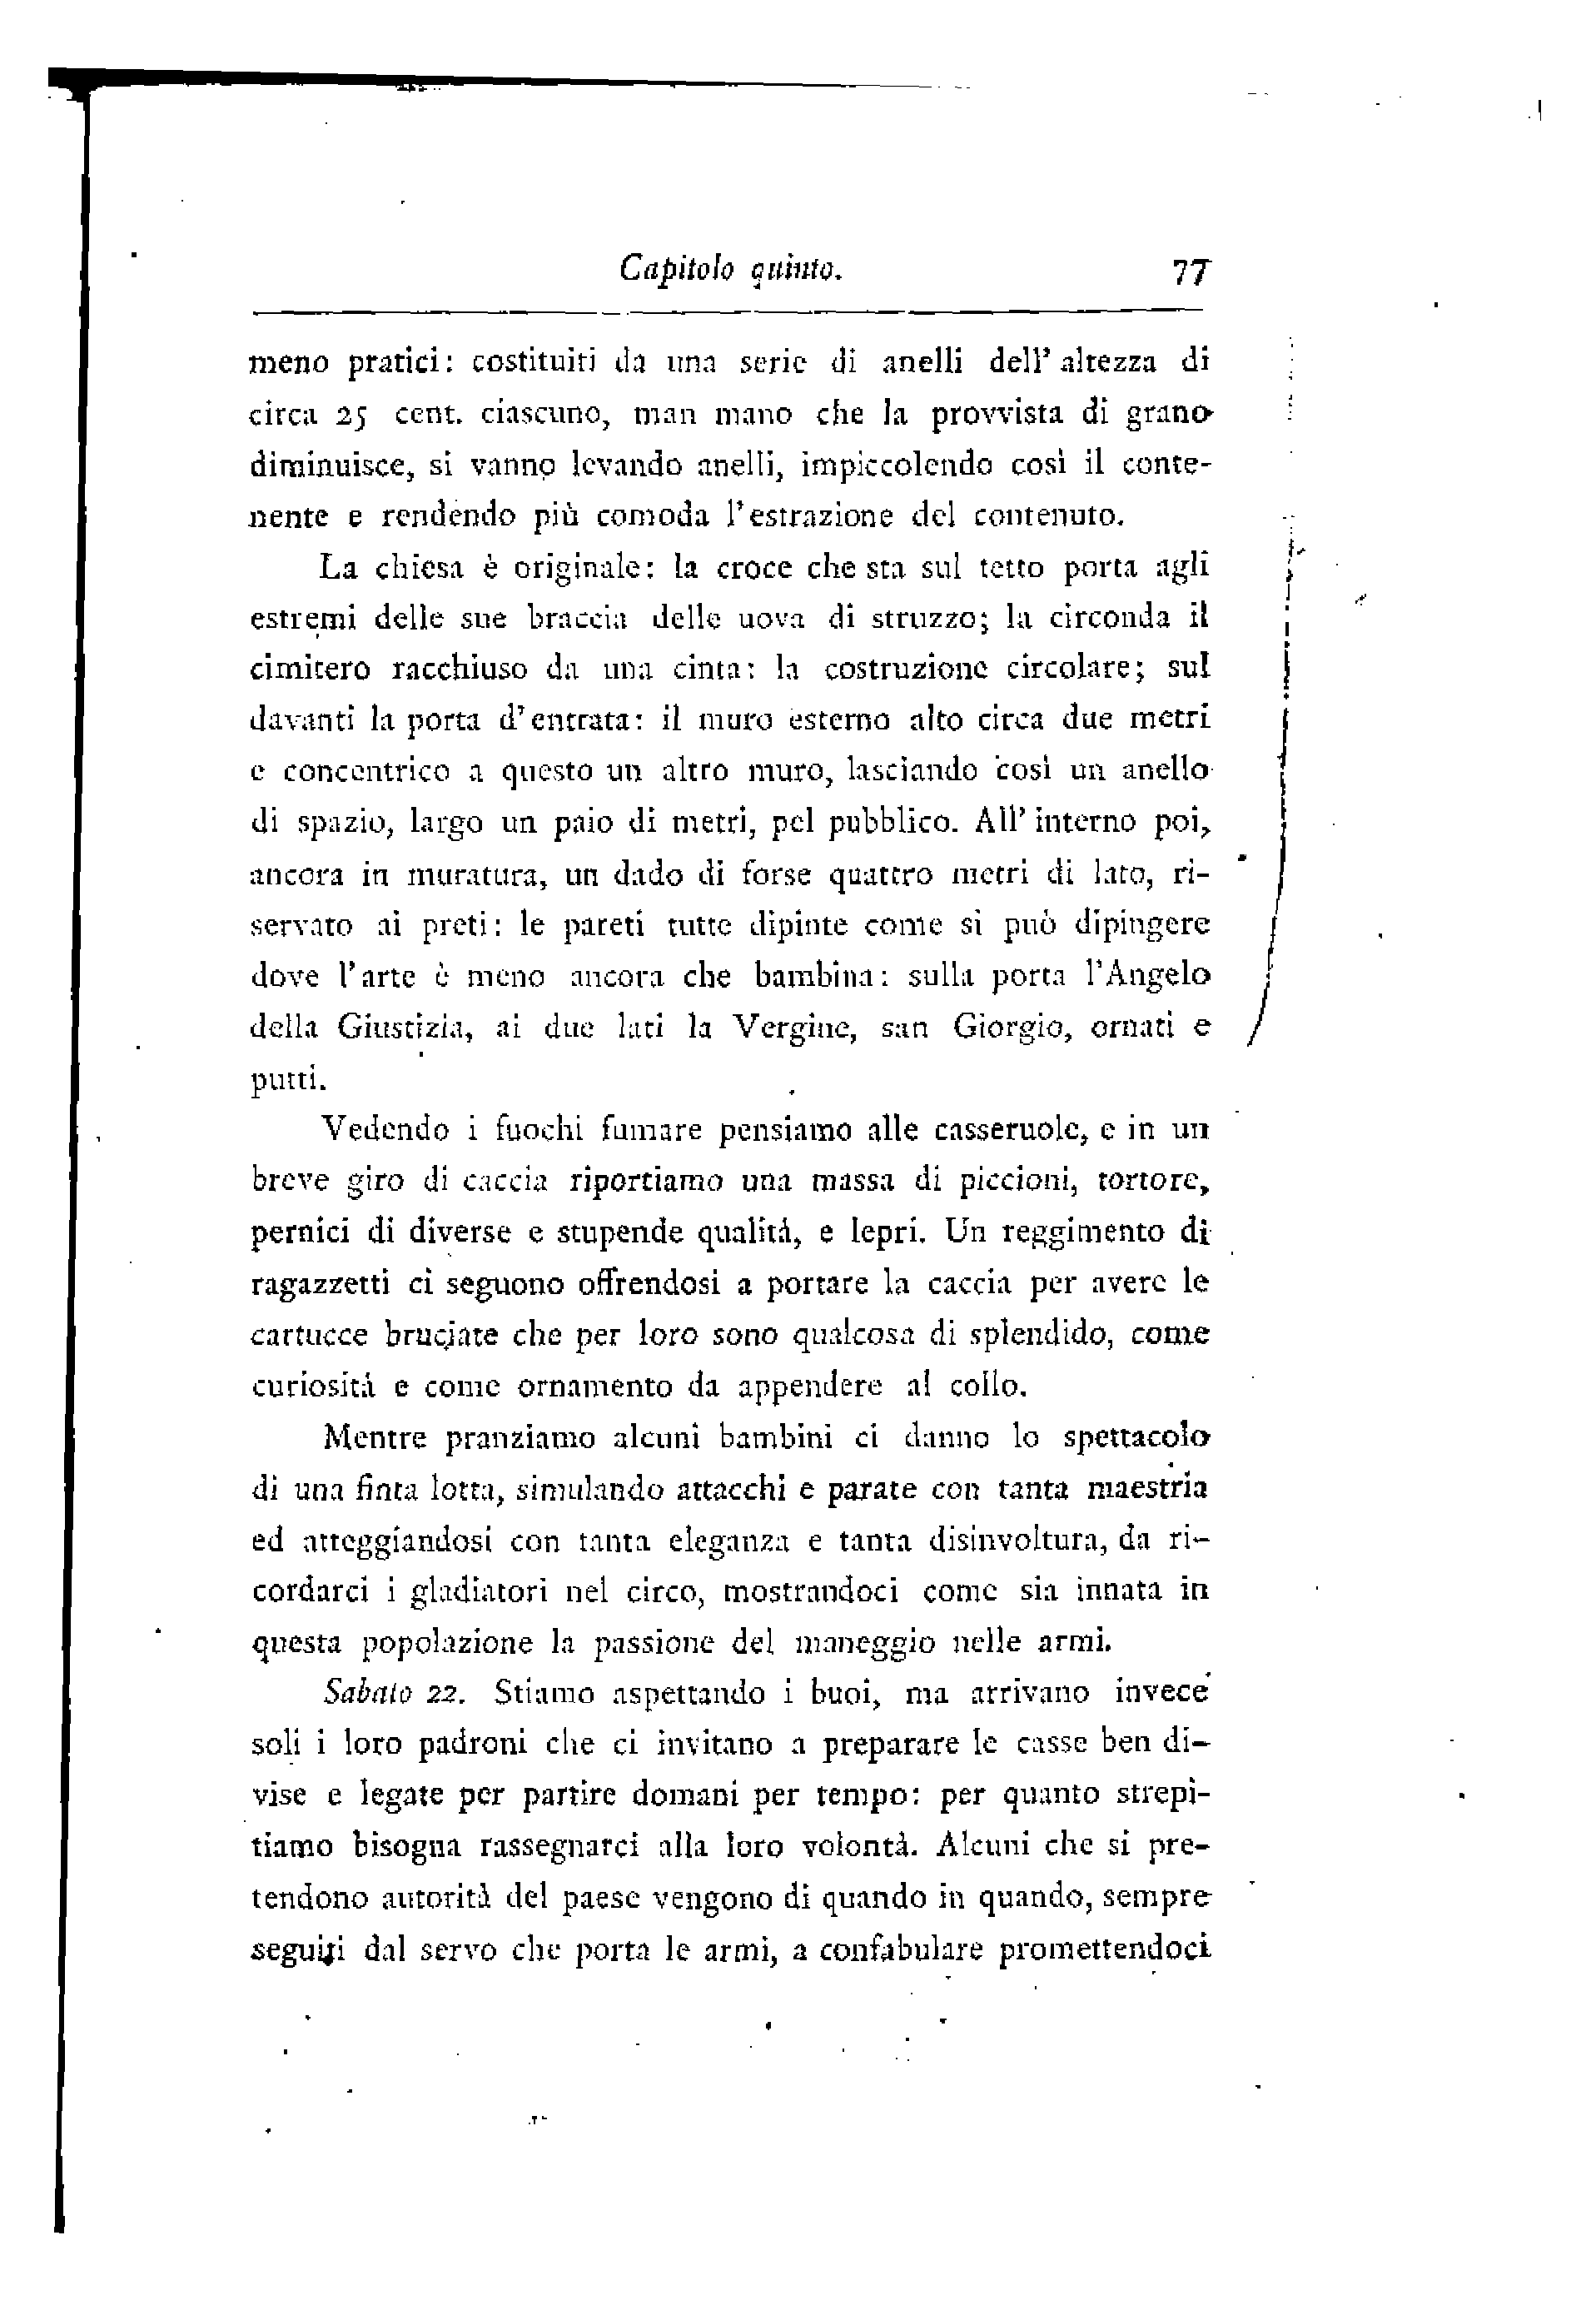 Capitolo quinto. 77
meno pratici: costituiti da una serie di anelli dell' altezza di
circa 25 cent. ciascuno, man mano che la provvista di grano
diminuisce, si vanno levando anelli, impiccolendo così il conte-
nente e rendendo più comoda l'estrazione del contenuto.
La chiesa è originale: la croce che sta sul tetto porta agli
estremi delle sue braccia delle uova di struzzo; la circonda il
cimitero racchiuso da una cinta: la costruzione circolare; sul
davanti la porta d'entrata: il muro esterno alto circa due metri
e concentrico a questo un altro muro, lasciando così un anello
di spazio, largo un paio di metri, pel pubblico. All' interno poi,
ancora in muratura, un dado di forse quattro metri di lato, ri-
servato ai preti: le pareti tutte dipinte come si può dipingere
dove l'arte è meno ancora che bambina: sulla porta l'Angelo
della Giustizia, ai due lati la Vergine, san Giorgio, ornati e
putti.
Vedendo i fuochi fumare pensiamo alle casseruole, e in un
breve giro di caccia riportiamo una massa di piccioni, tortore,
pernici di diverse e stupende qualità, e lepri. Un reggimento di
ragazzetti ci seguono offrendosi a portare la caccia per avere le
cartucce bruciate che per loro sono qualcosa di splendido, come
curiosità e come ornamento da appendere al collo.
Mentre pranziamo alcuni bambini ci danno lo spettacolo
di una finta lotta, simulando attacchi e parate con tanta maestria
ed atteggiandosi con tanta eleganza e tanta disinvoltura, da ri-
cordarci i gladiatori nel circo, mostrandoci come sia innata in
questa popolazione la passione del maneggio nelle armi.
Sabato 22. Stiamo aspettando i buoi, ma arrivano invece
soli i loro padroni che ci invitano a preparare le casse ben di-
vise e legate per partire domani per tempo: per quanto strepi-
tiamo bisogna rassegnarci alla loro volontà. Alcuni che si pre-
tendono autorità del paese vengono di quando in quando, sempre
seguiti dal servo che porta le armi, a confabulare promettendoci